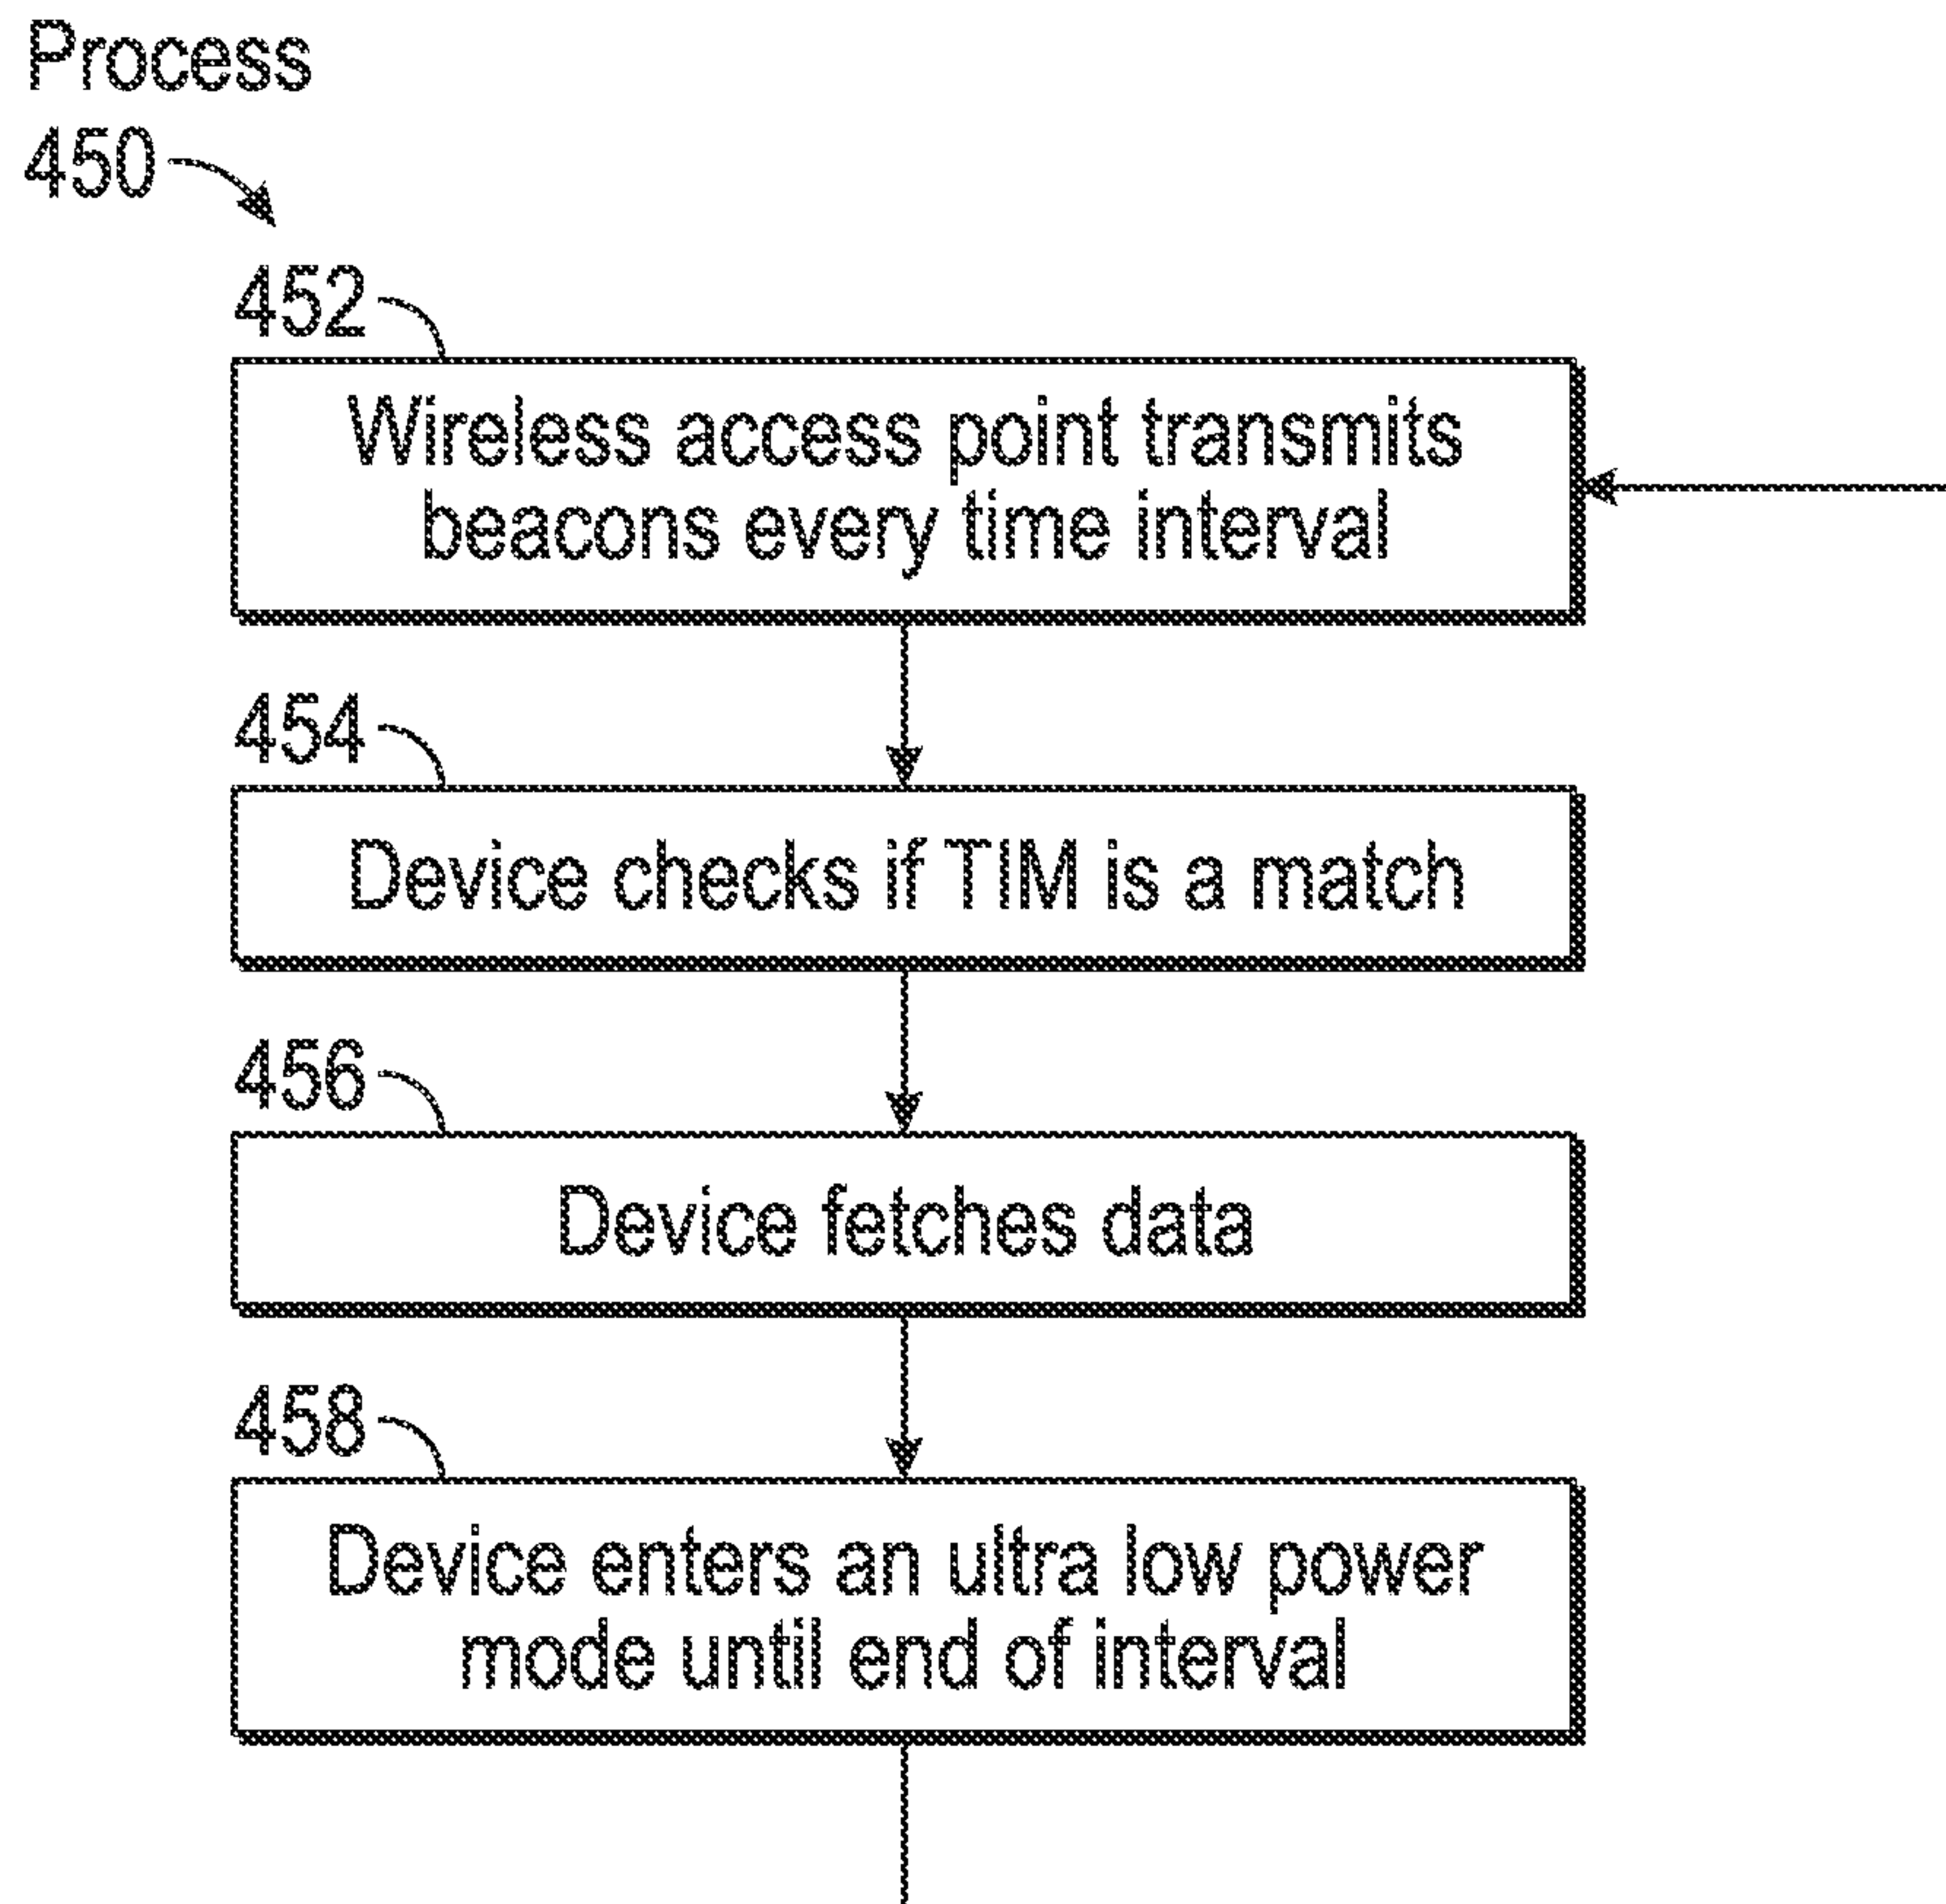 Process
450
452
Wireless access point transmits
beacons every time interval
454
Device checks if TIM is a match
456
Device fetches data
458
Device enters an ultra low power
mode until end of interval